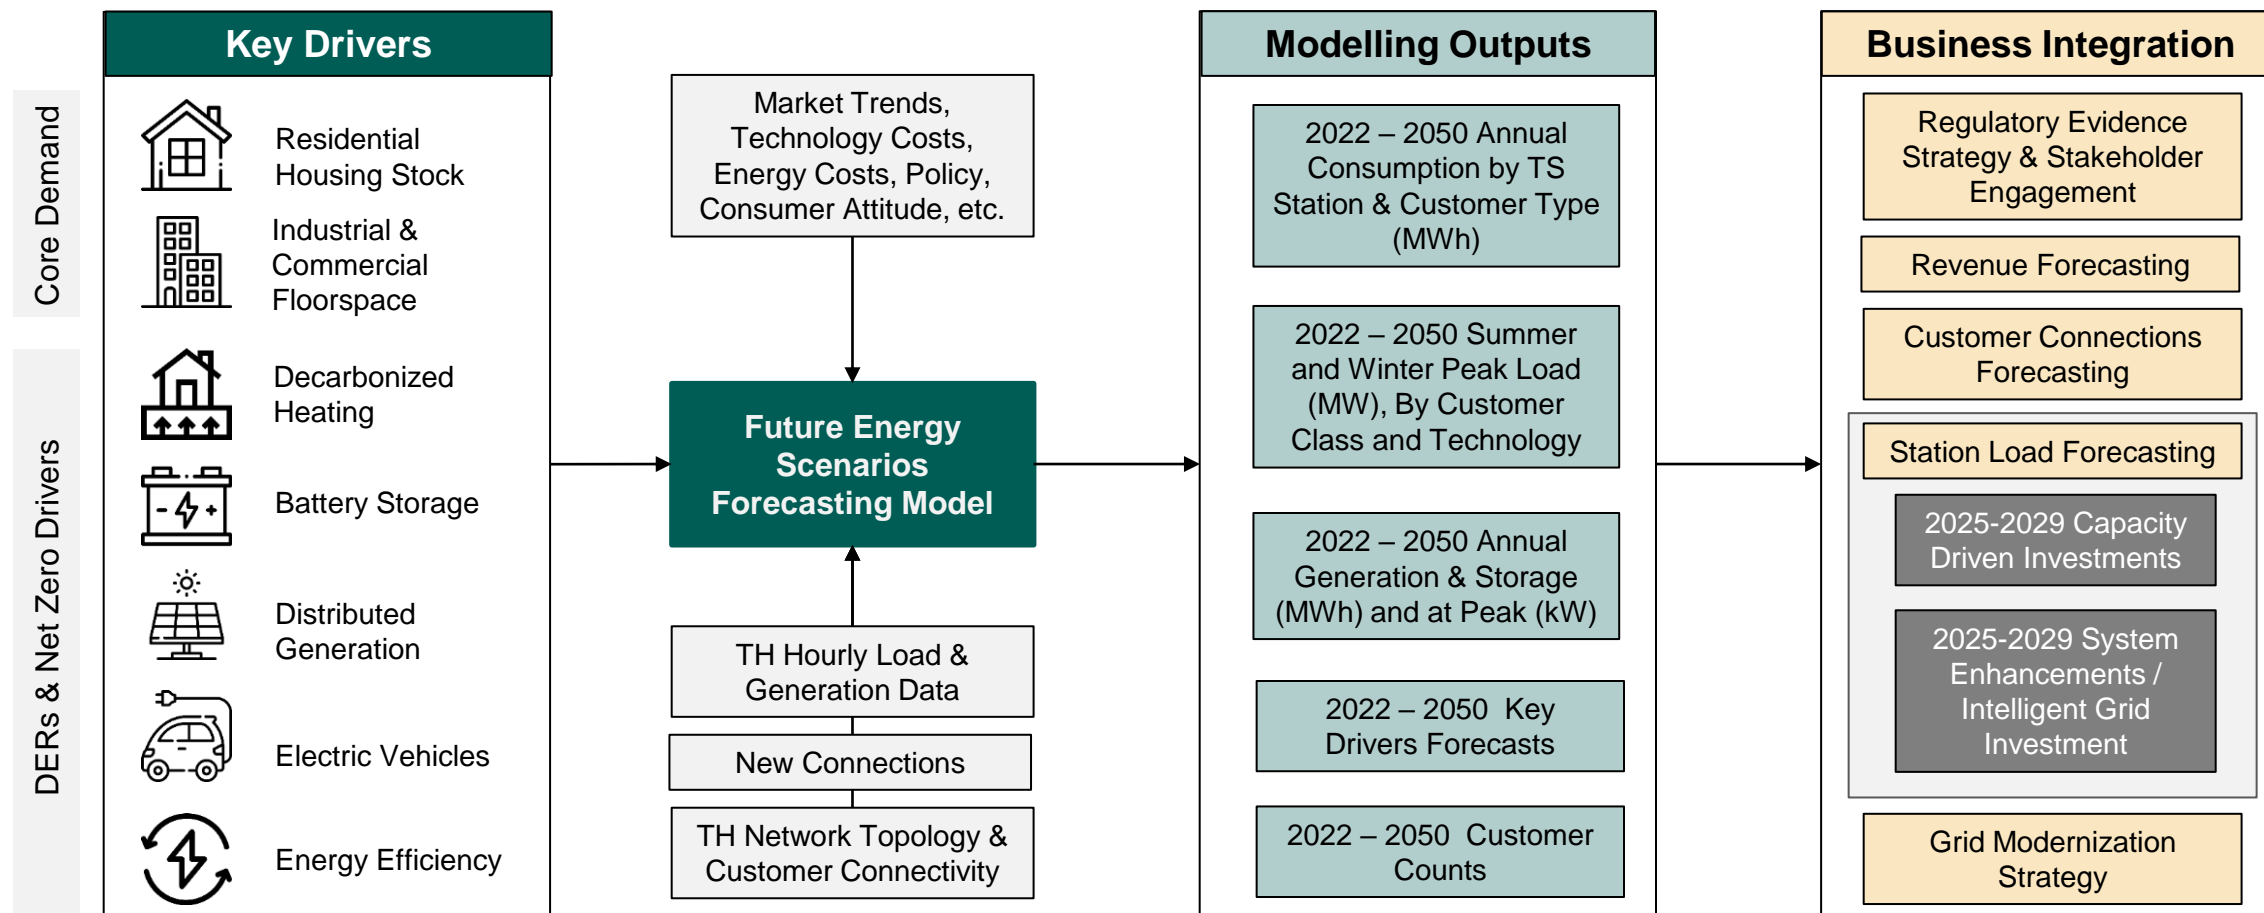 Key Drivers
Core Demand
Residential
Housing Stock
Industrial &
Commercial
Floorspace
DERs & Net Zero Drivers
Decarbonized
Heating
- +
Battery Storage
Distributed
Generation
Electric Vehicles
Energy Efficiency
Market Trends,
Technology Costs,
Energy Costs, Policy,
Consumer Attitude, etc.
Future Energy
Scenarios
Forecasting Model
TH Hourly Load &
Generation Data
New Connections
TH Network Topology &
Customer Connectivity
Modelling Outputs
2022 – 2050 Annual
Consumption by TS
Station & Customer Type
(MWh)
2022 – 2050 Summer
and Winter Peak Load
(MW), By Customer
Class and Technology
2022 – 2050 Annual
Generation & Storage
(MWh) and at Peak (kW)
2022 – 2050 Key
Drivers Forecasts
2022 – 2050 Customer
Counts
Business Integration
Regulatory Evidence
Strategy & Stakeholder
Engagement
Revenue Forecasting
Customer Connections
Forecasting
Station Load Forecasting
2025-2029 Capacity
Driven Investments
2025-2029 System
Enhancements /
Intelligent Grid
Investment
Grid Modernization
Strategy